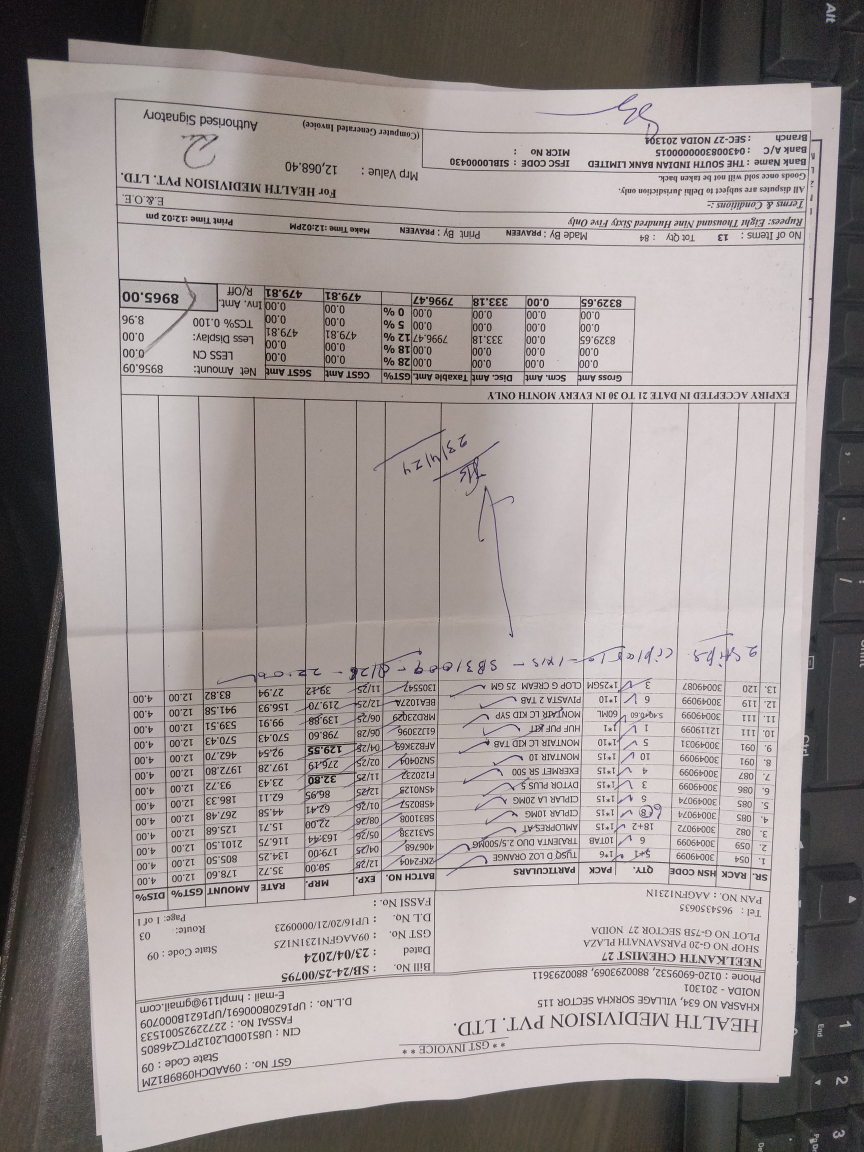 * * GST INVOICE * *
HEALTH MEDIVISION PVT. LTD.
KHASRA NO 634, VILLAGE SORKHA SECTOR 115
NOIDA - 201301
Phone : 0120-6909532, 8800293069, 8800293611
GST No. : 09AADCH0989B1ZM
State Code : 09
CIN : U85100DL2012PTC246805
FASSAI No. : 22722925001533
D.L.No. : UP1620B000691/UP1621B000709
E-mail : hmpl119@gmail.com
NEELKANTH CHEMIST 27
SHOP NO G-20 PARSAVNATH PLAZA
PLOT NO G-75B SECTOR 27 NOIDA
Tel : 9654350635
PAN NO. : AAGFN1231N
Bill No. : SB/24-25/00795
Dated : 23/04/2024
GST No. : 09AAGFN1231N1Z5 State Code : 09
D.L No. : UP16/20/21/0000923 Route: 03
FASSI No. : Page: 1 of 1
SR. RACK HSN CODE QTY. PACK PARTICULARS BATCH NO. EXP. MRP. RATE AMOUNT GST% DIS%
1. 054 30049099 5+1 1*6 TUSQ D LOZ ORANGE ZKP2404 12/25 50.00 35.72 178.60 12.00 4.00
2. 059 30049099 6 10TAB TRAJENTA DUO 2.5/500MG 406768 04/25 179.00 134.25 805.50 12.00 4.00
3. 082 30049072 18+2 1*15 AMLOPRES AT SA31238 05/26 163.44 116.75 2101.50 12.00 4.00
4. 085 30049074 8 1*15 CIPLAR 10MG SB31008 08/26 22.00 15.71 125.68 12.00 4.00
6
5. 085 30049074 6 1*15 CIPLAR LA 20MG 4SB0257 01/26 62.41 44.58 267.48 12.00 4.00
6. 086 30049099 3 1*15 DYTOR PLUS 5 4SN0125 12/25 86.95 62.11 186.33 12.00 4.00
7. 087 30049099 4 1*15 EXERMET SR 500 P120232 11/25 32.80 23.43 93.72 12.00 4.00
8. 091 30049099 10 1*15 MONTAIR 10 SN20404 02/25 276.19 197.28 1972.80 12.00 4.00
9. 091 30049031 5 1*10 MONTAIR LC KID TAB AFB23K69 04/25 129.55 92.54 462.70 12.00 4.00
10. 111 12119099 1 1*1 HUF PUF KIT 61230296 06/28 798.60 570.43 570.43 12.00 4.00
11. 111 30049099 60ML MONTAIR LC KID SYP MRD23029 06/25 139.88 99.91 539.51 12.00 4.00
12. 119 30049099 6 1*10 PIVASTA 2 TAB BEA1027A 12/25 219.70 156.93 941.58 12.00 4.00
13. 120 30049087 3 1*25GM CLOP G CREAM 25 GM 13055447 11/25 39.12 27.94 83.82 12.00 4.00
23/4/24
EXPIRY ACCEPTED IN DATE 21 TO 30 IN EVERY MONTH ONLY
Gross Amt Scm. Amt Disc. Amt Taxable Amt. GST% CGST Amt SGST Amt
0.00 0.00 0.00 0.00 28 % 0.00 0.00
0.00 0.00 0.00 0.00 18 % 0.00 0.00
8329.65 0.00 333.18 7996.47 12 % 479.81 479.81
0.00 0.00 0.00 0.00 5 % 0.00 0.00
0.00 0.00 0.00 0.00 0 % 0.00 0.00
8329.65 0.00 333.18 7996.47 479.81 479.81
Net Amount: 8956.09
LESS CN 0.00
Less Display: 0.00
TCS% 0.100 8.96
Inv. Amt. 8965.00
R/Off
No of Items : 13 Tot Qty : 84 Made By : PRAVEEN Print By : PRAVEEN Make Time :12:02PM Print Time :12:02 pm
Rupees: Eight Thousand Nine Hundred Sixty Five Only
Terms & Conditions :- E.&O.E.
All disputes are subject to Delhi Jurisdiction only.
Goods once sold will not be taken back.
For HEALTH MEDIVISION PVT. LTD.
Mrp Value : 12,068.40
Bank Name : THE SOUTH INDIAN BANK LIMITED IFSC CODE : SIBL0000430
Bank A/C : 0430083000000015 MICR No :
Branch : SEC-27 NOIDA 201304
(Computer Generated Invoice)
Authorised Signatory
Alt
Ctrl
End
1
2
3